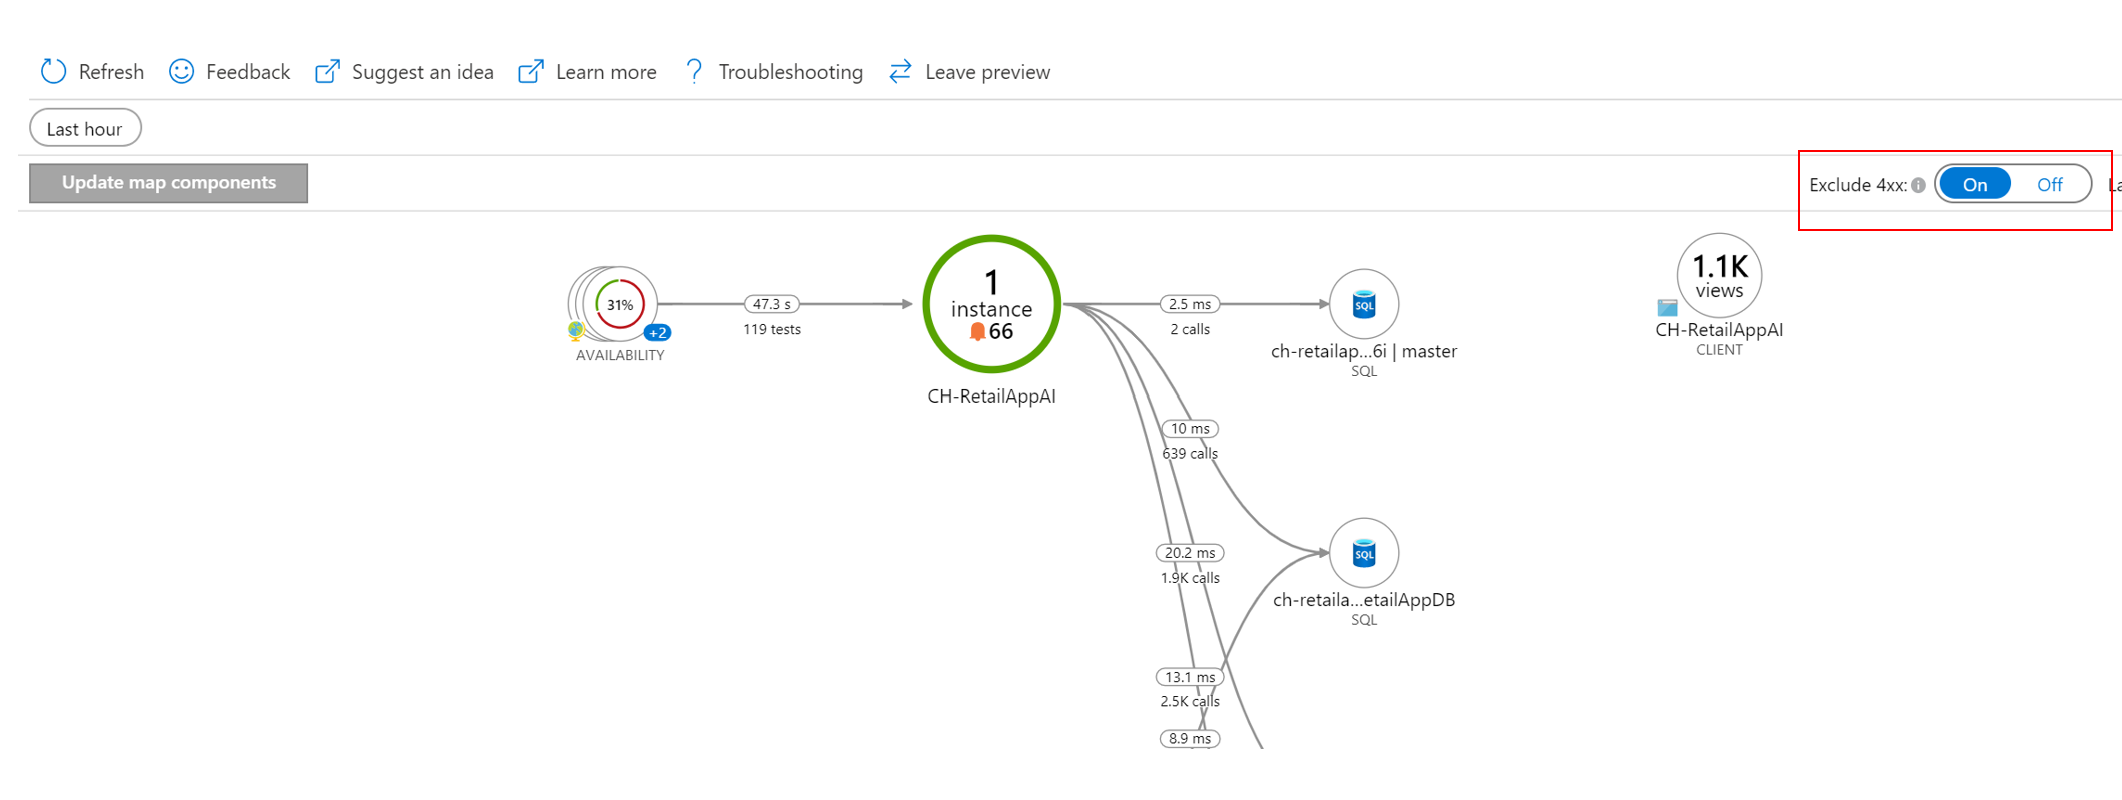 Refresh Feedback Suggest an idea Learn more ? Troubleshooting Leave preview
Last hour
Update map components
Exclude 4xx: i On Off La
31%
+2
AVAILABILITY
47.3 s
119 tests
1
instance
66
CH-RetailAppAI
2.5 ms
2 calls
SQL
ch-retailap...6i | master
SQL
1.1K
views
CH-RetailAppAI
CLIENT
10 ms
639 calls
20.2 ms
1.9K calls
SQL
ch-retaila...etailAppDB
SQL
13.1 ms
2.5K calls
8.9 ms